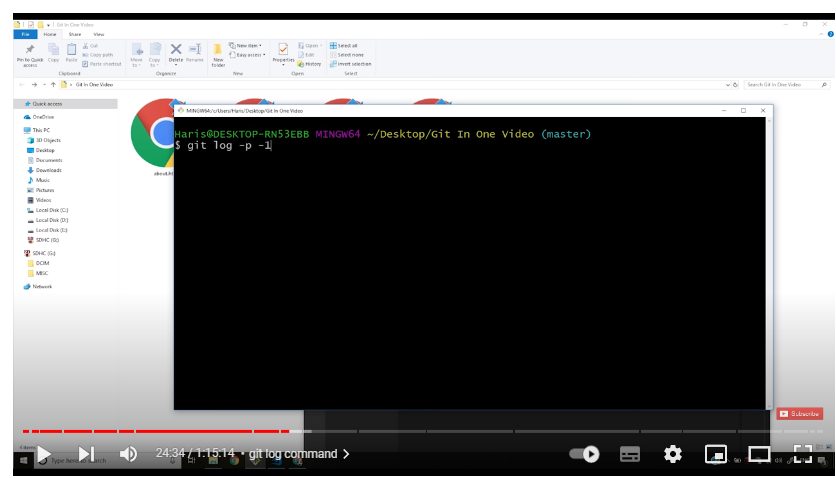 Git In One Video
File Home Share View
Pin to Quick access
Copy
Paste
Cut
Copy path
Paste shortcut
Move to
Copy to
Delete
Rename
New folder
New item
Easy access
Properties
Open
Edit
History
Select all
Select none
Invert selection
Clipboard Organize New Open Select
Git In One Video
Search Git In One Video
Quick access
OneDrive
This PC
3D Objects
Desktop
Documents
Downloads
Music
Pictures
Videos
Local Disk (C:)
Local Disk (D:)
Local Disk (E:)
SDHC (G:)
SDHC (G:)
DCIM
MISC
Network
MINGW64:/c/Users/Haris/Desktop/Git In One Video
Haris@DESKTOP-RN53EBB MINGW64 ~/Desktop/Git In One Video (master)
$ git log -p -1
Subscribe
24:34 / 1:15:14 • git log command >
Type here to search